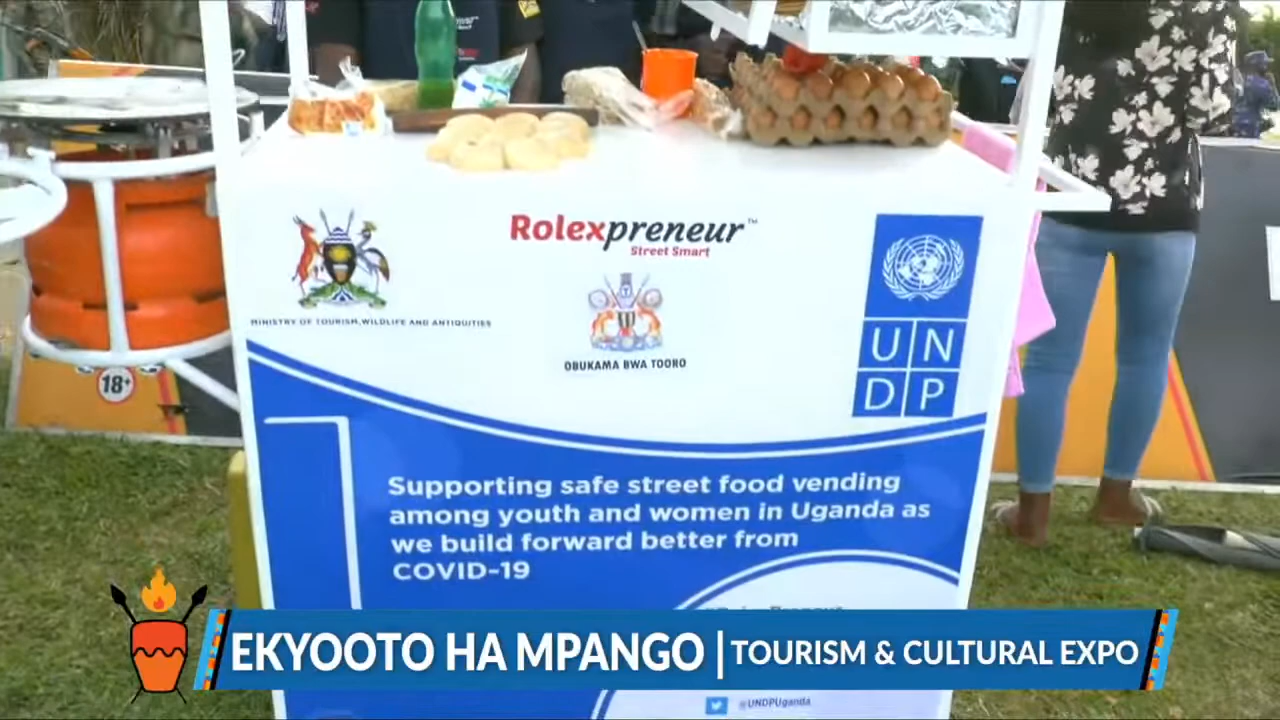 Rolexpreneur™
Street Smart
MINISTRY OF TOURISM, WILDLIFE AND ANTIQUITIES
OBUKAMA BWA TOORO
U N
D P
18+
Supporting safe street food vending
among youth and women in Uganda as
we build forward better from
COVID-19
EKYOOTO HA MPANGO | TOURISM & CULTURAL EXPO
@UNDPUganda